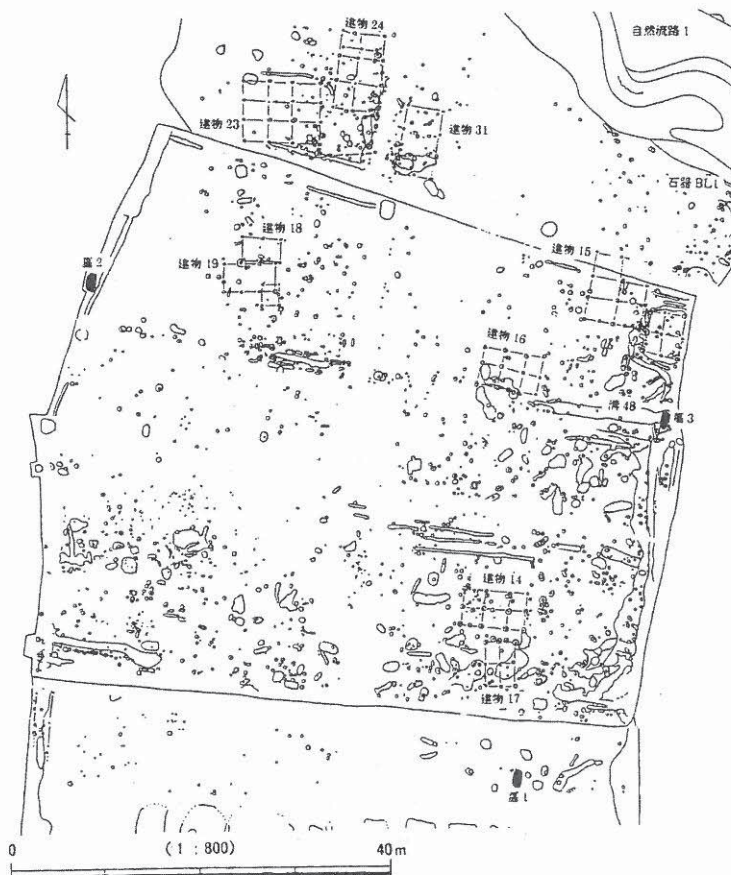 建物 24
自然流路 1
建物 23
建物 31
石器 BL1
建物 18
建物 15
墓 2
建物 19
建物 16
溝 48
墓 3
建物 14
建物 17
墓 1
0 (1 : 800) 40m